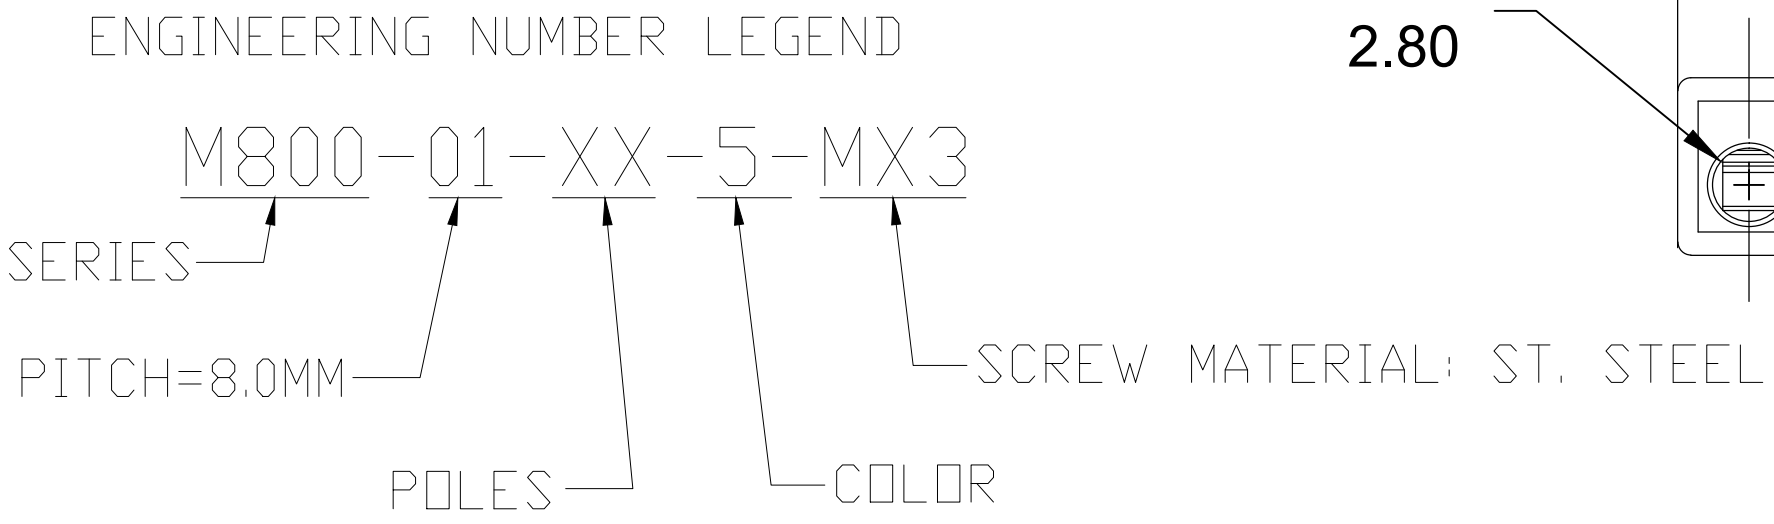 ENGINEERING NUMBER LEGEND
2.80
M800-01-XX-5-MX3
SERIES
PITCH=8.0MM
SCREW MATERIAL: ST. STEEL
POLES
COLOR